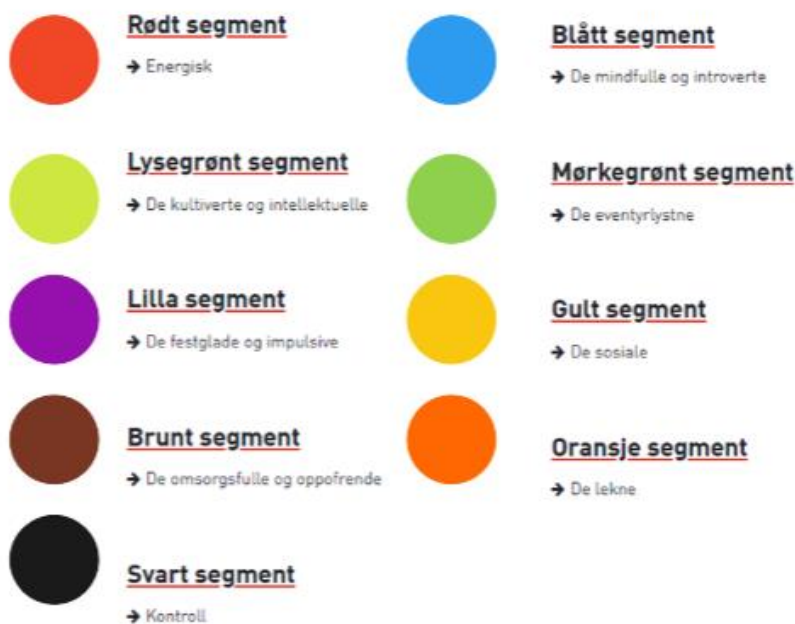 Rødt segment
→ Energisk
Blått segment
→ De mindfulle og introverte
Lysegrønt segment
→ De kultiverte og intellektuelle
Mørkegrønt segment
→ De eventyrlystne
Lilla segment
→ De festglade og impulsive
Gult segment
→ De sosiale
Brunt segment
→ De omsorgsfulle og oppofrende
Oransje segment
→ De lekne
Svart segment
→ Kontroll